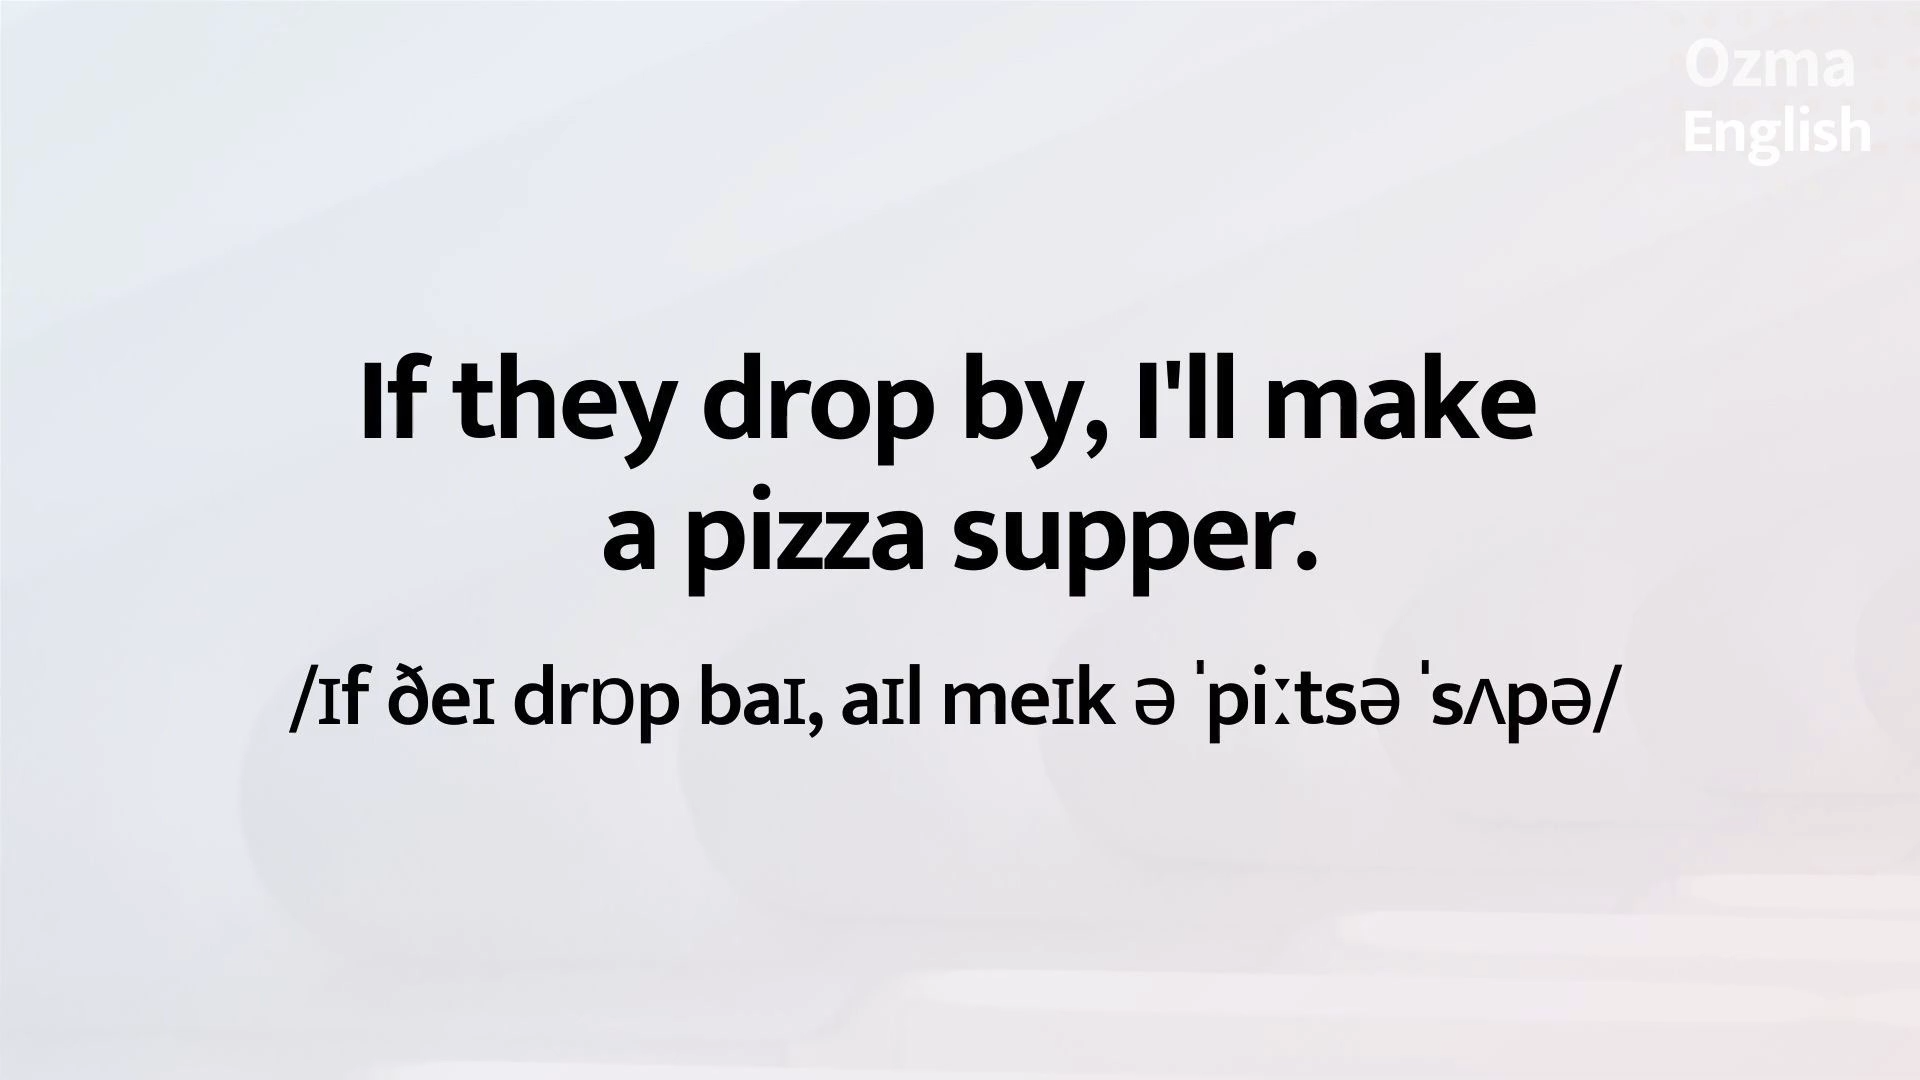 Ozma
English
If they drop by, I'll make
a pizza supper.
/ɪf ðeɪ drɒp baɪ, aɪl meɪk ə ˈpiːtsə ˈsʌpə/